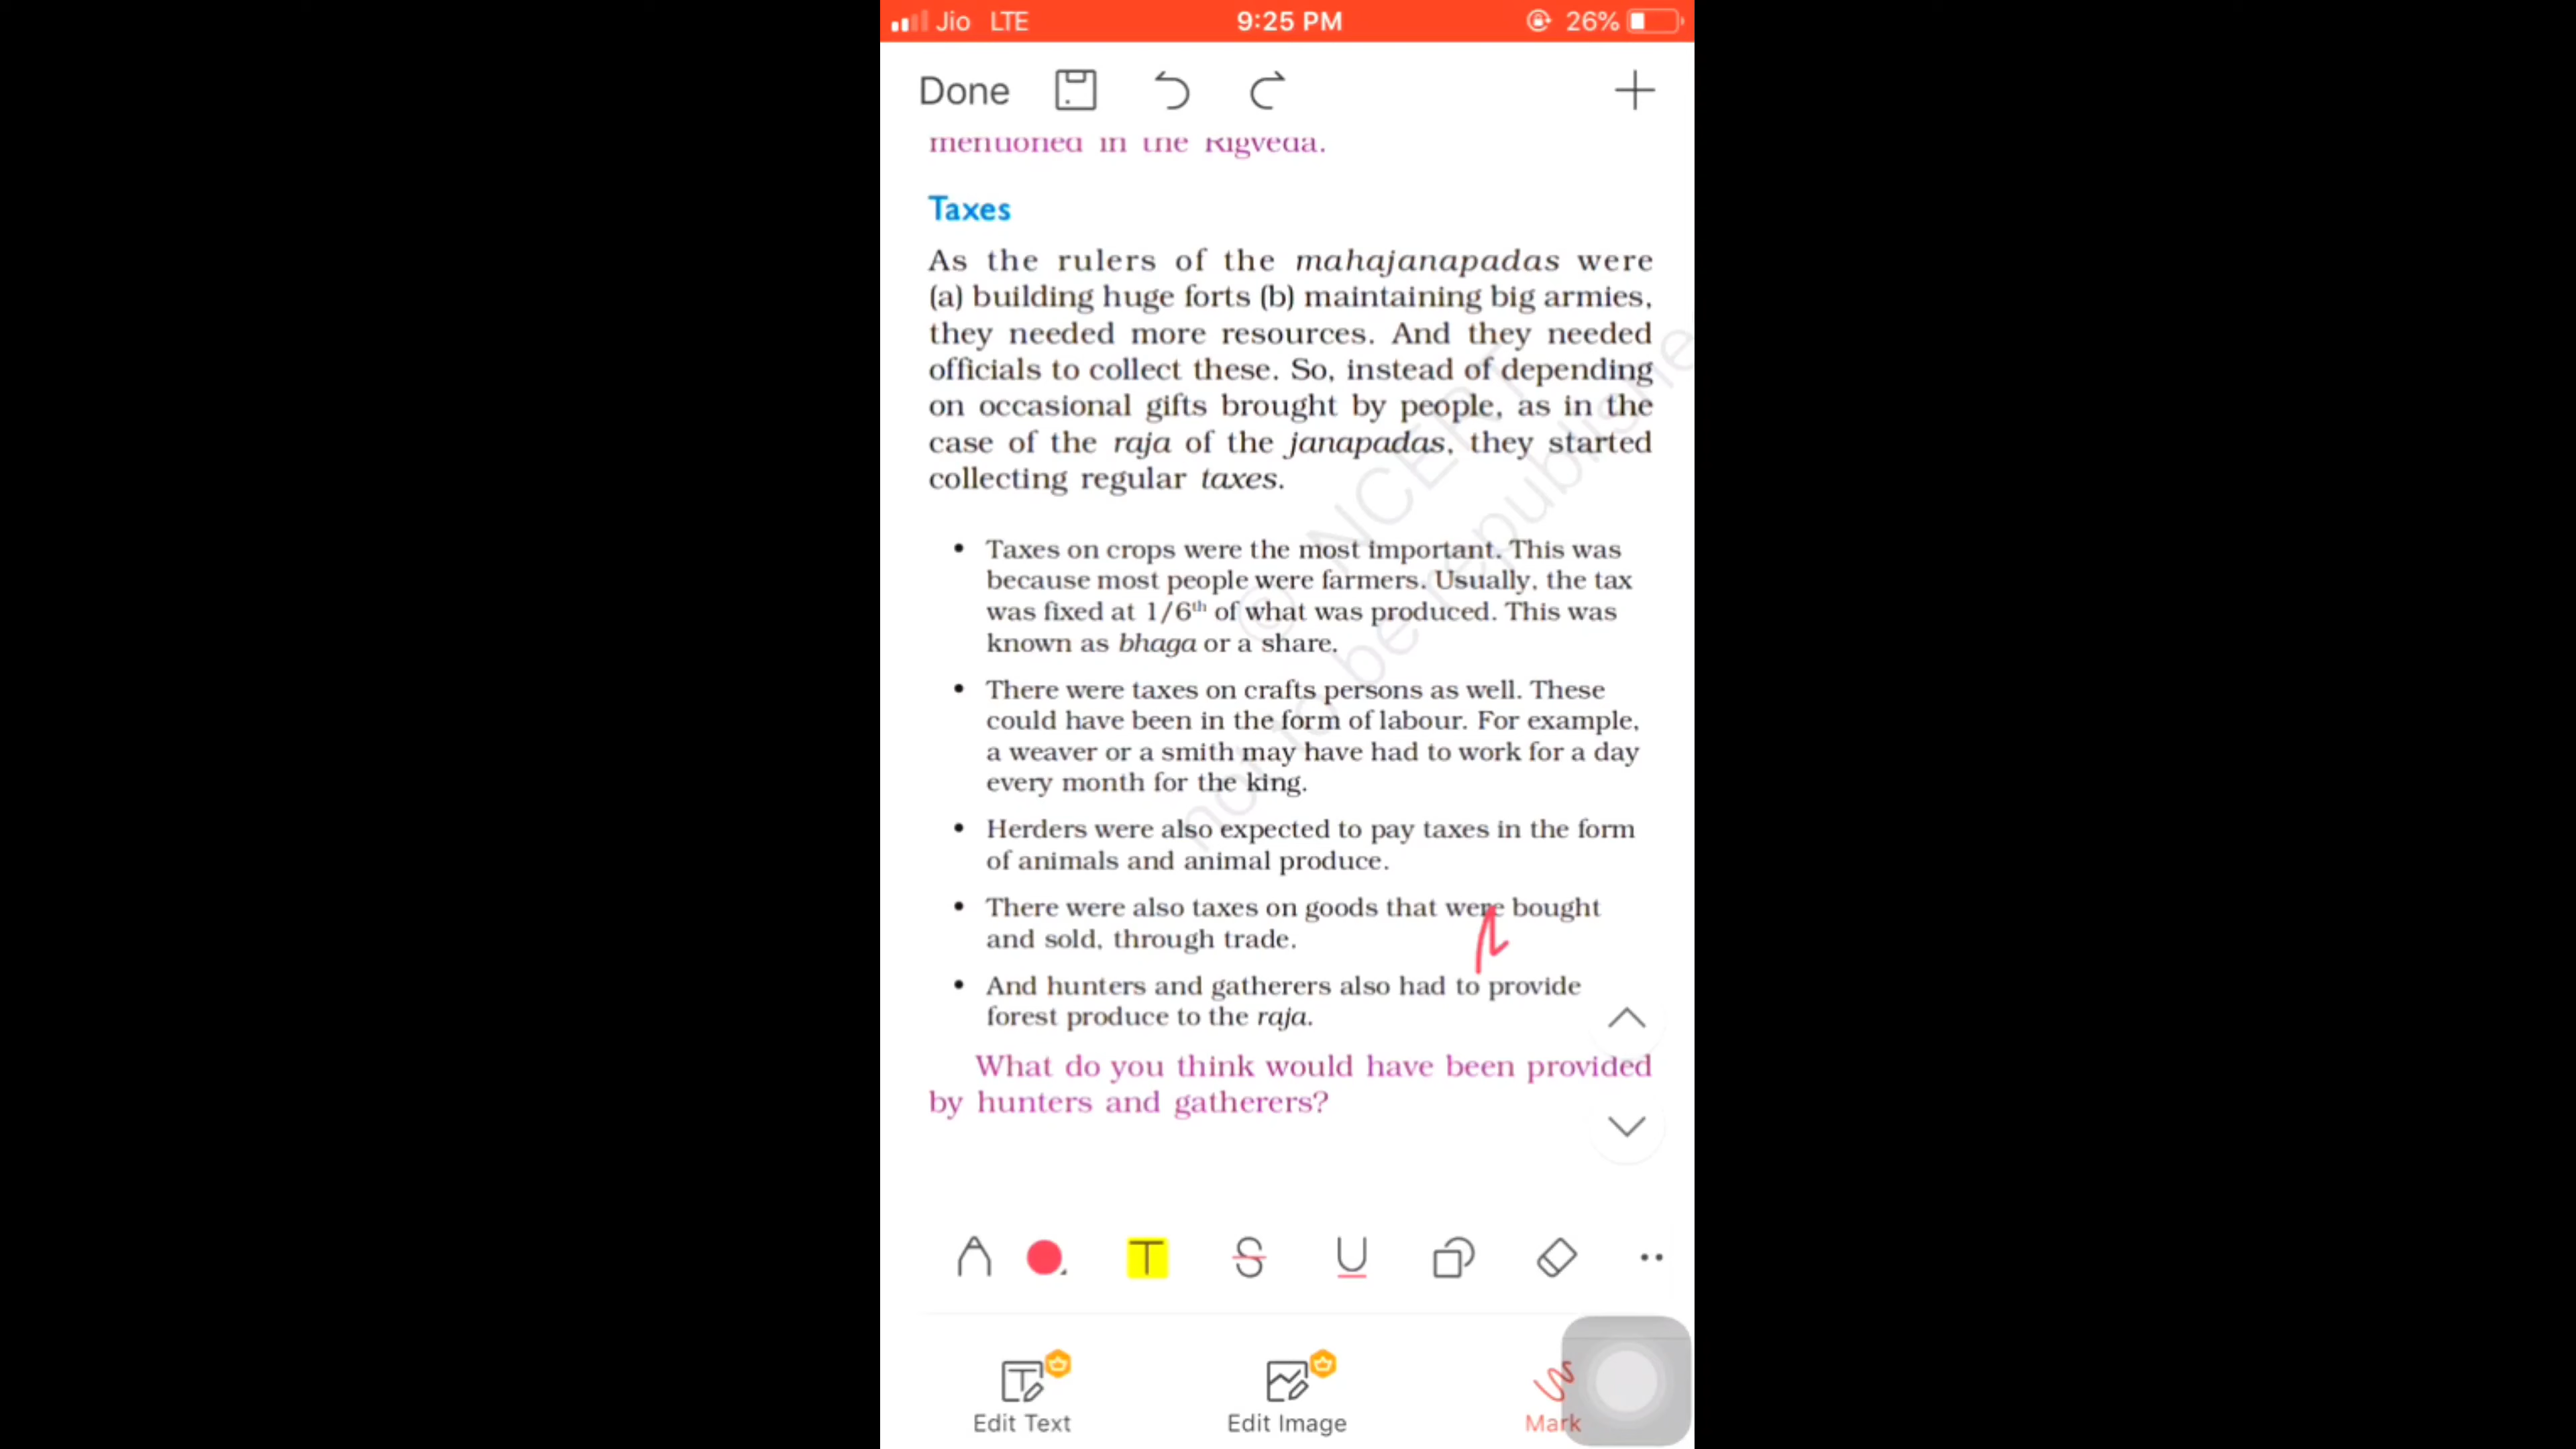 Jio LTE 9:25 PM 26%
Done
mentioned in the Rigveda.
Taxes
As the rulers of the mahajanapadas were
(a) building huge forts (b) maintaining big armies,
they needed more resources. And they needed
officials to collect these. So, instead of depending
on occasional gifts brought by people, as in the
case of the raja of the janapadas, they started
collecting regular taxes.
• Taxes on crops were the most important. This was
because most people were farmers. Usually, the tax
was fixed at 1/6th of what was produced. This was
known as bhaga or a share.
• There were taxes on crafts persons as well. These
could have been in the form of labour. For example,
a weaver or a smith may have had to work for a day
every month for the king.
• Herders were also expected to pay taxes in the form
of animals and animal produce.
• There were also taxes on goods that were bought
and sold, through trade.
• And hunters and gatherers also had to provide
forest produce to the raja.
What do you think would have been provided
by hunters and gatherers?
© NCERT
not to be republishe
Edit Text Edit Image Mark